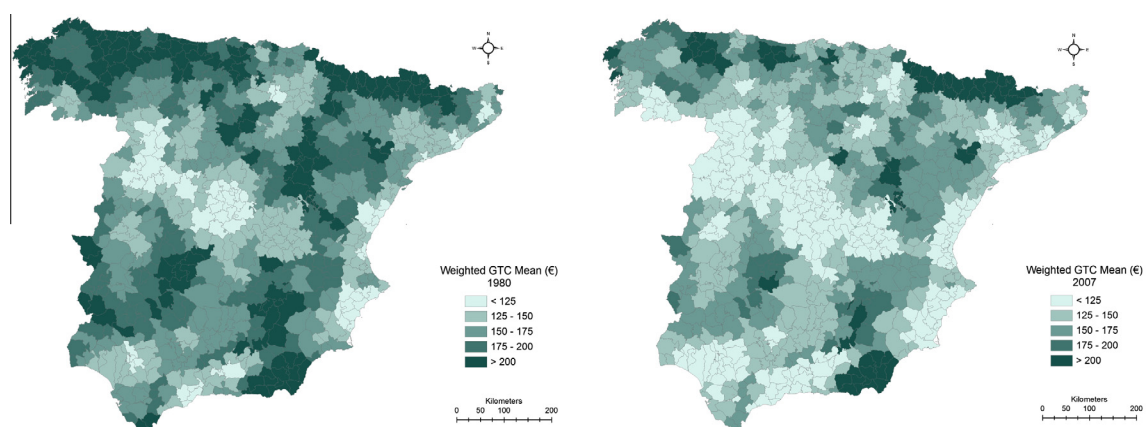 N
W E
S
Weighted GTC Mean (€)
1980
< 125
125 - 150
150 - 175
175 - 200
> 200
Kilometers
0 50 100 200
N
W E
S
Weighted GTC Mean (€)
2007
< 125
125 - 150
150 - 175
175 - 200
> 200
Kilometers
0 50 100 200